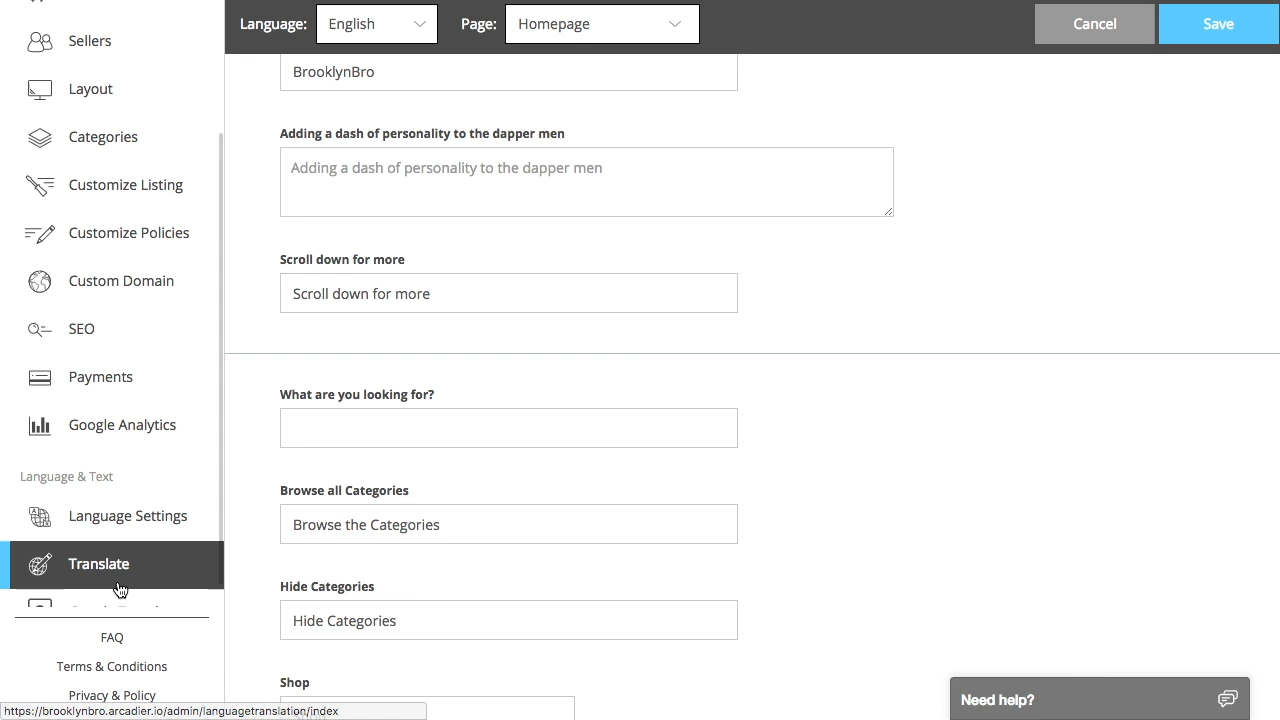 Language:
English
Page:
Homepage
Cancel
Save
Sellers
Layout
Categories
Customize Listing
Customize Policies
Custom Domain
SEO
Payments
Google Analytics
Language & Text
Language Settings
Translate
FAQ
Terms & Conditions
Privacy & Policy
https://brooklynbro.arcadier.io/admin/languagetranslation/index
BrooklynBro
Adding a dash of personality to the dapper men
Adding a dash of personality to the dapper men
Scroll down for more
Scroll down for more
What are you looking for?
Browse all Categories
Browse the Categories
Hide Categories
Hide Categories
Shop
Need help?